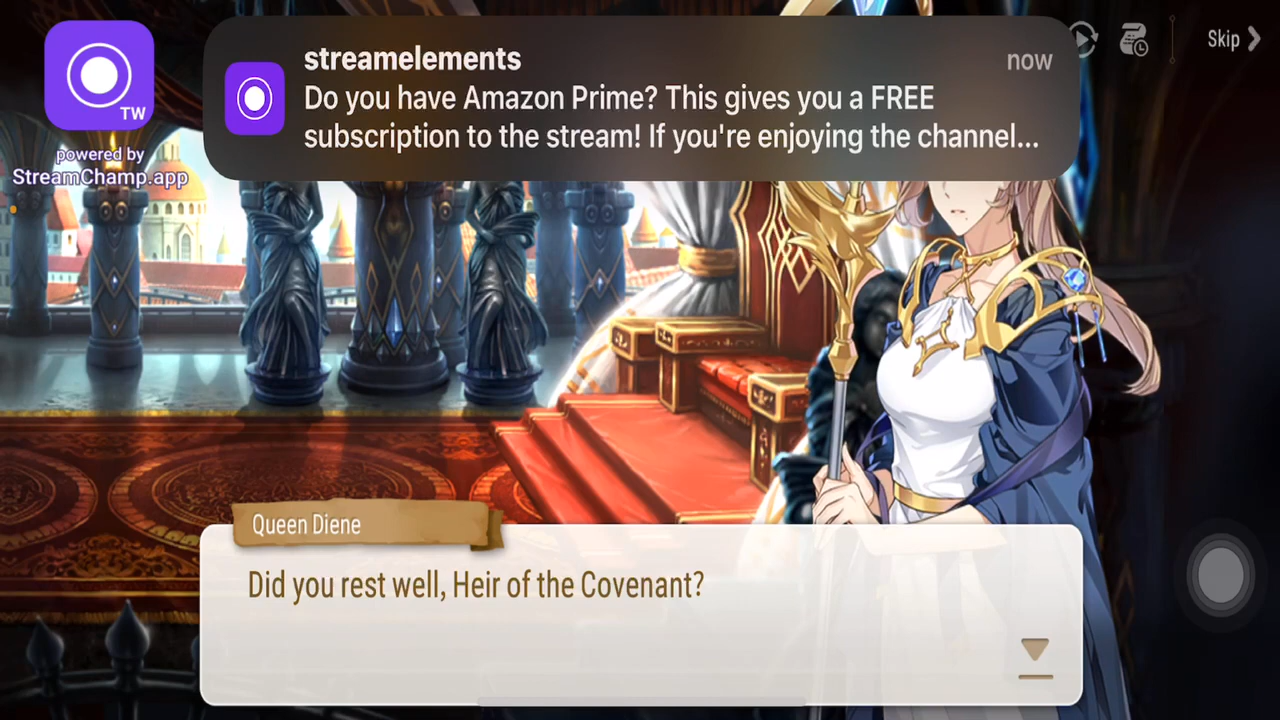 streamelements
now
Do you have Amazon Prime? This gives you a FREE
subscription to the stream! If you're enjoying the channel...
Skip
TW
powered by
StreamChamp.app
Queen Diene
Did you rest well, Heir of the Covenant?